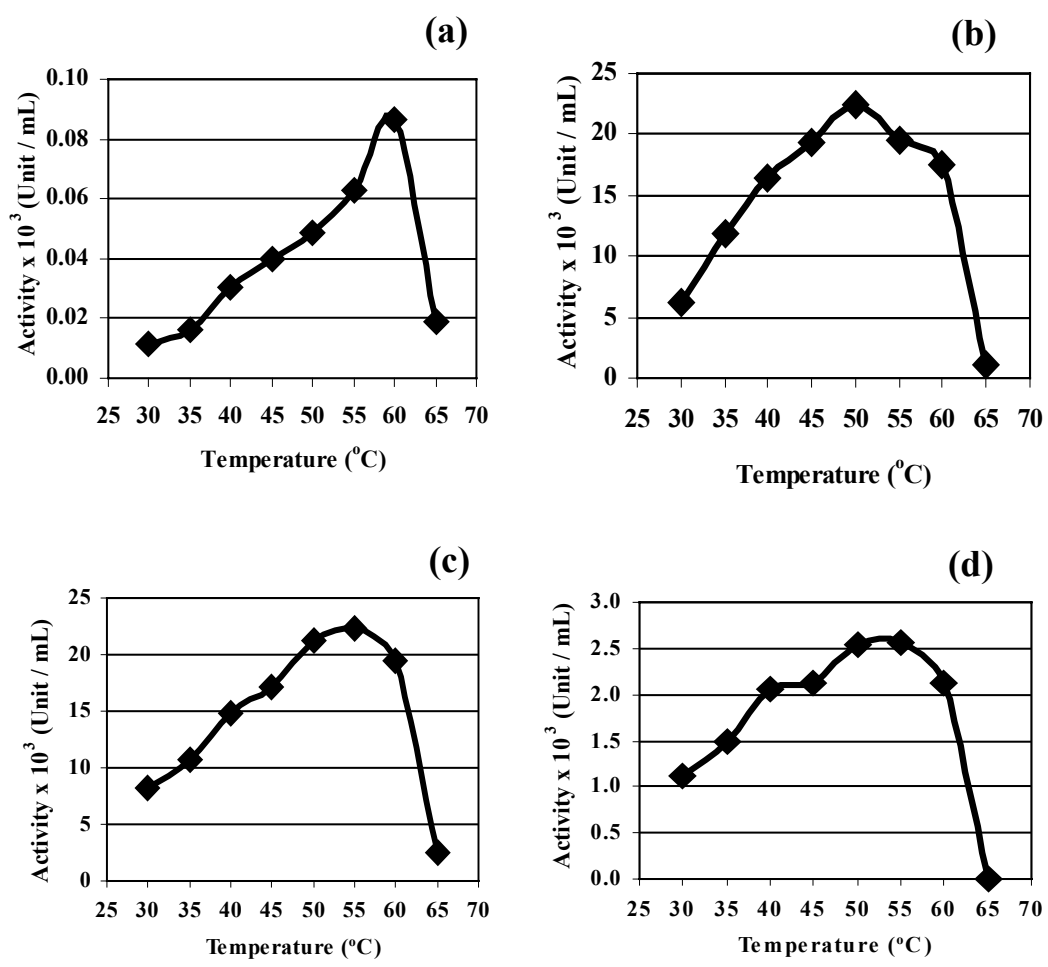 (a)
Activity x 10³ (Unit / mL)
0.10
0.08
0.06
0.04
0.02
0.00
25 30 35 40 45 50 55 60 65 70
Temperature (°C)
(b)
Activity x 10³ (Unit / mL)
25
20
15
10
5
0
25 30 35 40 45 50 55 60 65 70
Temperature (°C)
(c)
Activity x 10³ (Unit / mL)
25
20
15
10
5
0
25 30 35 40 45 50 55 60 65 70
Temperature (°C)
(d)
Activity x 10³ (Unit / mL)
3.0
2.5
2.0
1.5
1.0
0.5
0.0
25 30 35 40 45 50 55 60 65 70
Temperature (°C)